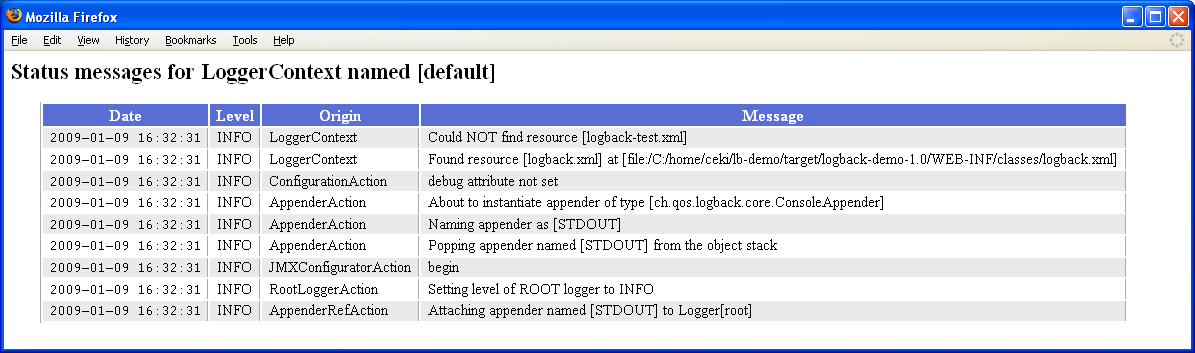 Mozilla Firefox
File Edit View History Bookmarks Tools Help
Status messages for LoggerContext named [default]
Date Level Origin Message
2009-01-09 16:32:31 INFO LoggerContext Could NOT find resource [logback-test.xml]
2009-01-09 16:32:31 INFO LoggerContext Found resource [logback.xml] at [file:/C:/home/ceki/lb-demo/target/logback-demo-1.0/WEB-INF/classes/logback.xml]
2009-01-09 16:32:31 INFO ConfigurationAction debug attribute not set
2009-01-09 16:32:31 INFO AppenderAction About to instantiate appender of type [ch.qos.logback.core.ConsoleAppender]
2009-01-09 16:32:31 INFO AppenderAction Naming appender as [STDOUT]
2009-01-09 16:32:31 INFO AppenderAction Popping appender named [STDOUT] from the object stack
2009-01-09 16:32:31 INFO JMXConfiguratorAction begin
2009-01-09 16:32:31 INFO RootLoggerAction Setting level of ROOT logger to INFO
2009-01-09 16:32:31 INFO AppenderRefAction Attaching appender named [STDOUT] to Logger[root]